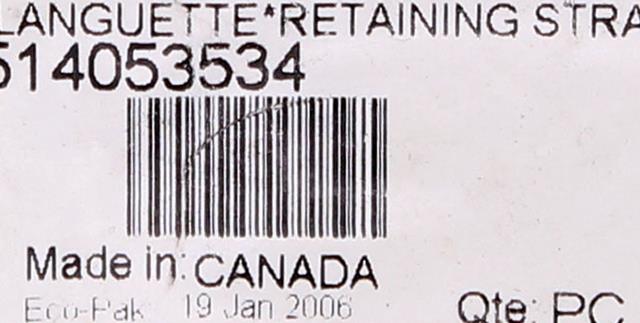 LANGUETTE*RETAINING STRA
514053534
Made in: CANADA
Eco-Pak 19 Jan 2006
Qte: PC